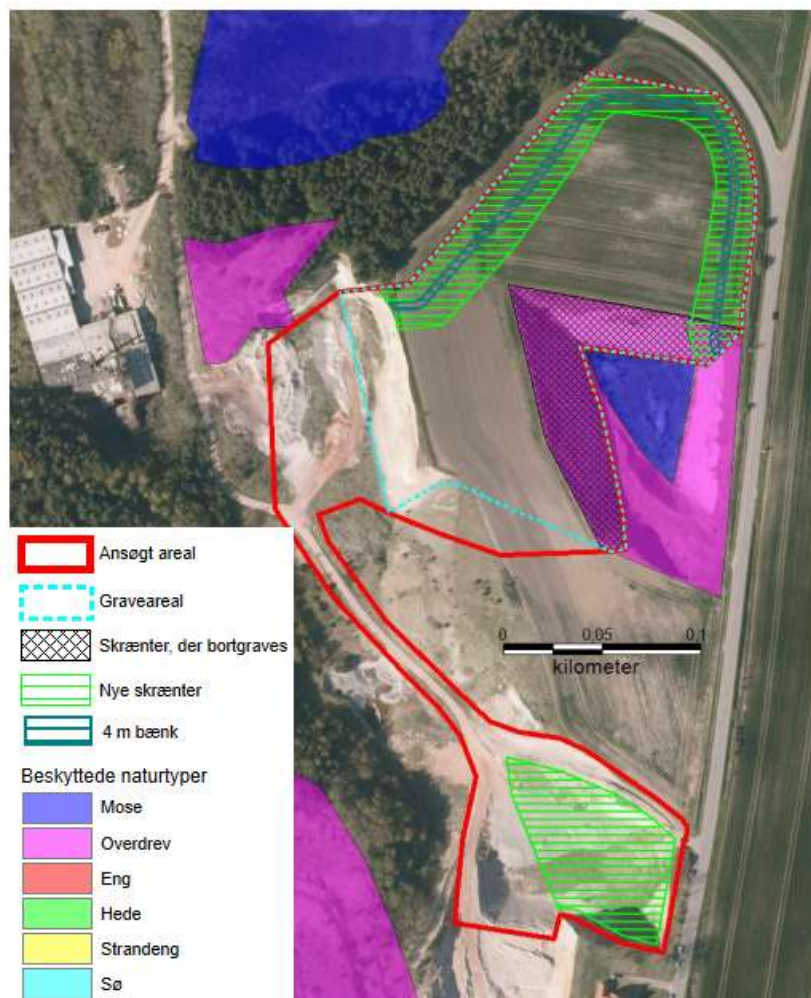 Ansøgt areal
Graveareal
Skrænter, der bortgraves
Nye skrænter
4 m bænk
Beskyttede naturtyper
Mose
Overdrev
Eng
Hede
Strandeng
Sø
0 0,05 0,1
kilometer